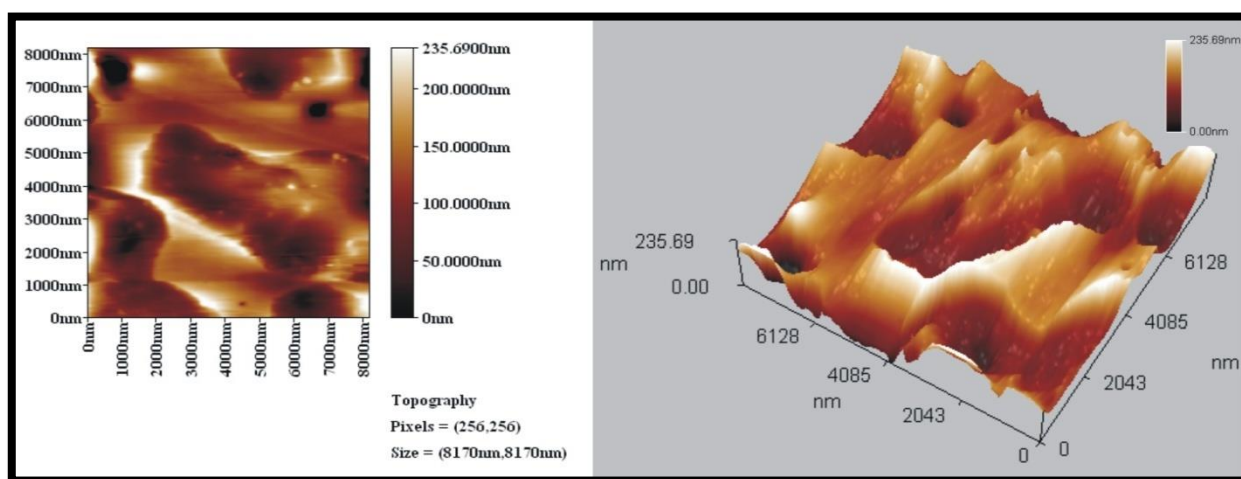 8000nm
7000nm
6000nm
5000nm
4000nm
3000nm
2000nm
1000nm
0nm
0nm
1000nm
2000nm
3000nm
4000nm
5000nm
6000nm
7000nm
8000nm
235.6900nm
200.0000nm
150.0000nm
100.0000nm
50.0000nm
0nm
Topography
Pixels = (256,256)
Size = (8170nm,8170nm)
235.69nm
0.00nm
235.69
nm
0.00
6128
4085
nm
2043
0
0
2043
4085
nm
6128